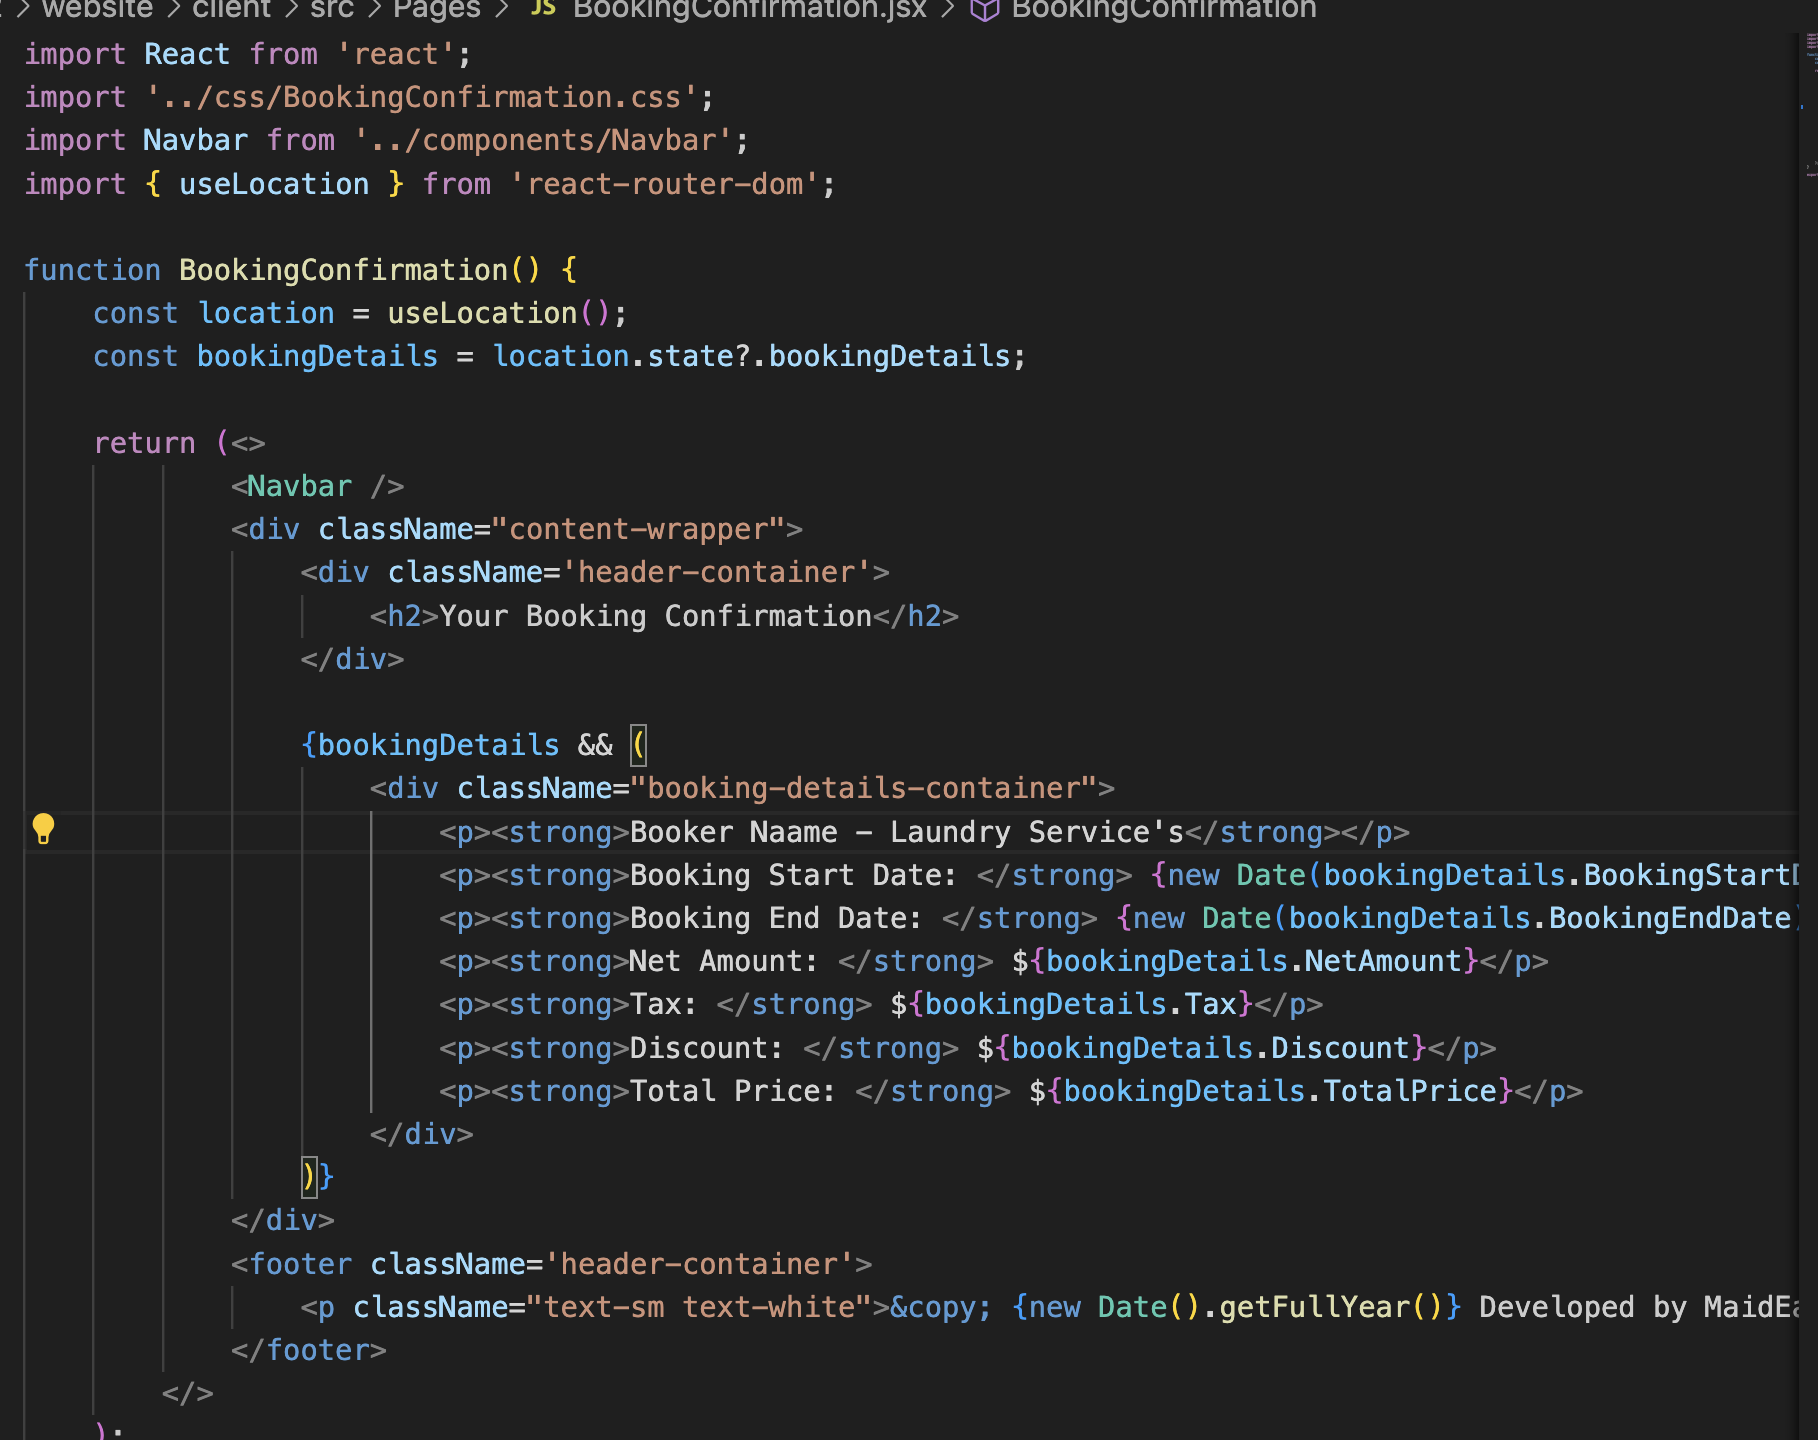 website > client > src > Pages > JS BookingConfirmation.jsx > BookingConfirmation
import React from 'react';
import '../css/BookingConfirmation.css';
import Navbar from '../components/Navbar';
import { useLocation } from 'react-router-dom';
function BookingConfirmation() {
const location = useLocation();
const bookingDetails = location.state?.bookingDetails;
return (<>
<Navbar />
<div className="content-wrapper">
<div className='header-container'>
<h2>Your Booking Confirmation</h2>
</div>
{bookingDetails && (
<div className="booking-details-container">
<p><strong>Booker Naame - Laundry Service's</strong></p>
<p><strong>Booking Start Date: </strong> {new Date(bookingDetails.BookingStart
<p><strong>Booking End Date: </strong> {new Date(bookingDetails.BookingEndDate)
<p><strong>Net Amount: </strong> ${bookingDetails.NetAmount}</p>
<p><strong>Tax: </strong> ${bookingDetails.Tax}</p>
<p><strong>Discount: </strong> ${bookingDetails.Discount}</p>
<p><strong>Total Price: </strong> ${bookingDetails.TotalPrice}</p>
</div>
)}
</div>
<footer className='header-container'>
<p className="text-sm text-white">&copy; {new Date().getFullYear()} Developed by MaidEa
</footer>
</>
);